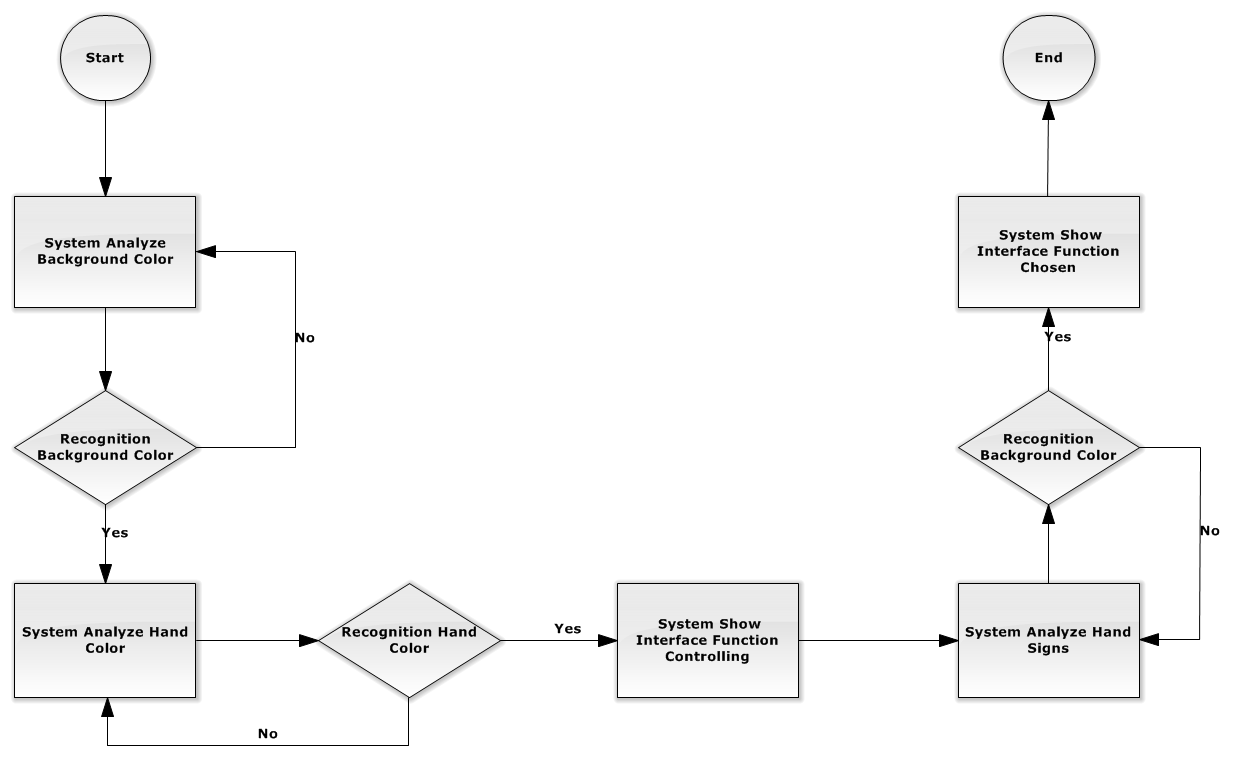 Start
System Analyze
Background Color
No
Recognition
Background Color
Yes
System Analyze Hand
Color
Recognition Hand
Color
No
Yes
System Show
Interface Function
Controlling
System Analyze Hand
Signs
No
Recognition
Background Color
Yes
System Show
Interface Function
Chosen
End